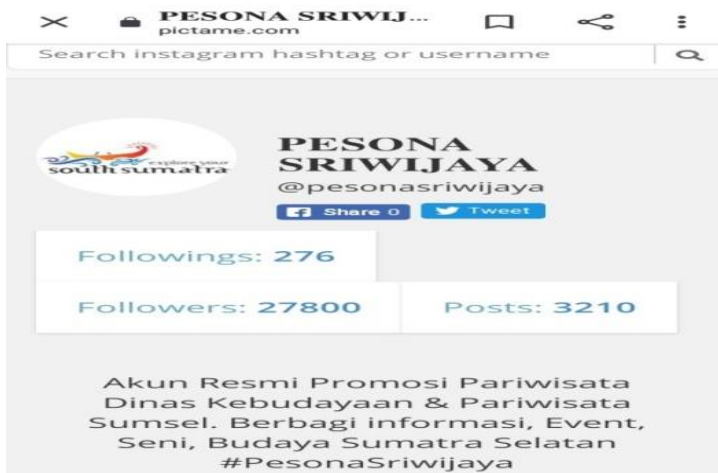 PESONA SRIWIJ...
pictame.com
Search instagram hashtag or username
explore your
south sumatra
PESONA
SRIWIJAYA
@pesonasriwijaya
Share 0
Tweet
Followings: 276
Followers: 27800
Posts: 3210
Akun Resmi Promosi Pariwisata
Dinas Kebudayaan & Pariwisata
Sumsel. Berbagi informasi, Event,
Seni, Budaya Sumatra Selatan
#PesonaSriwijaya